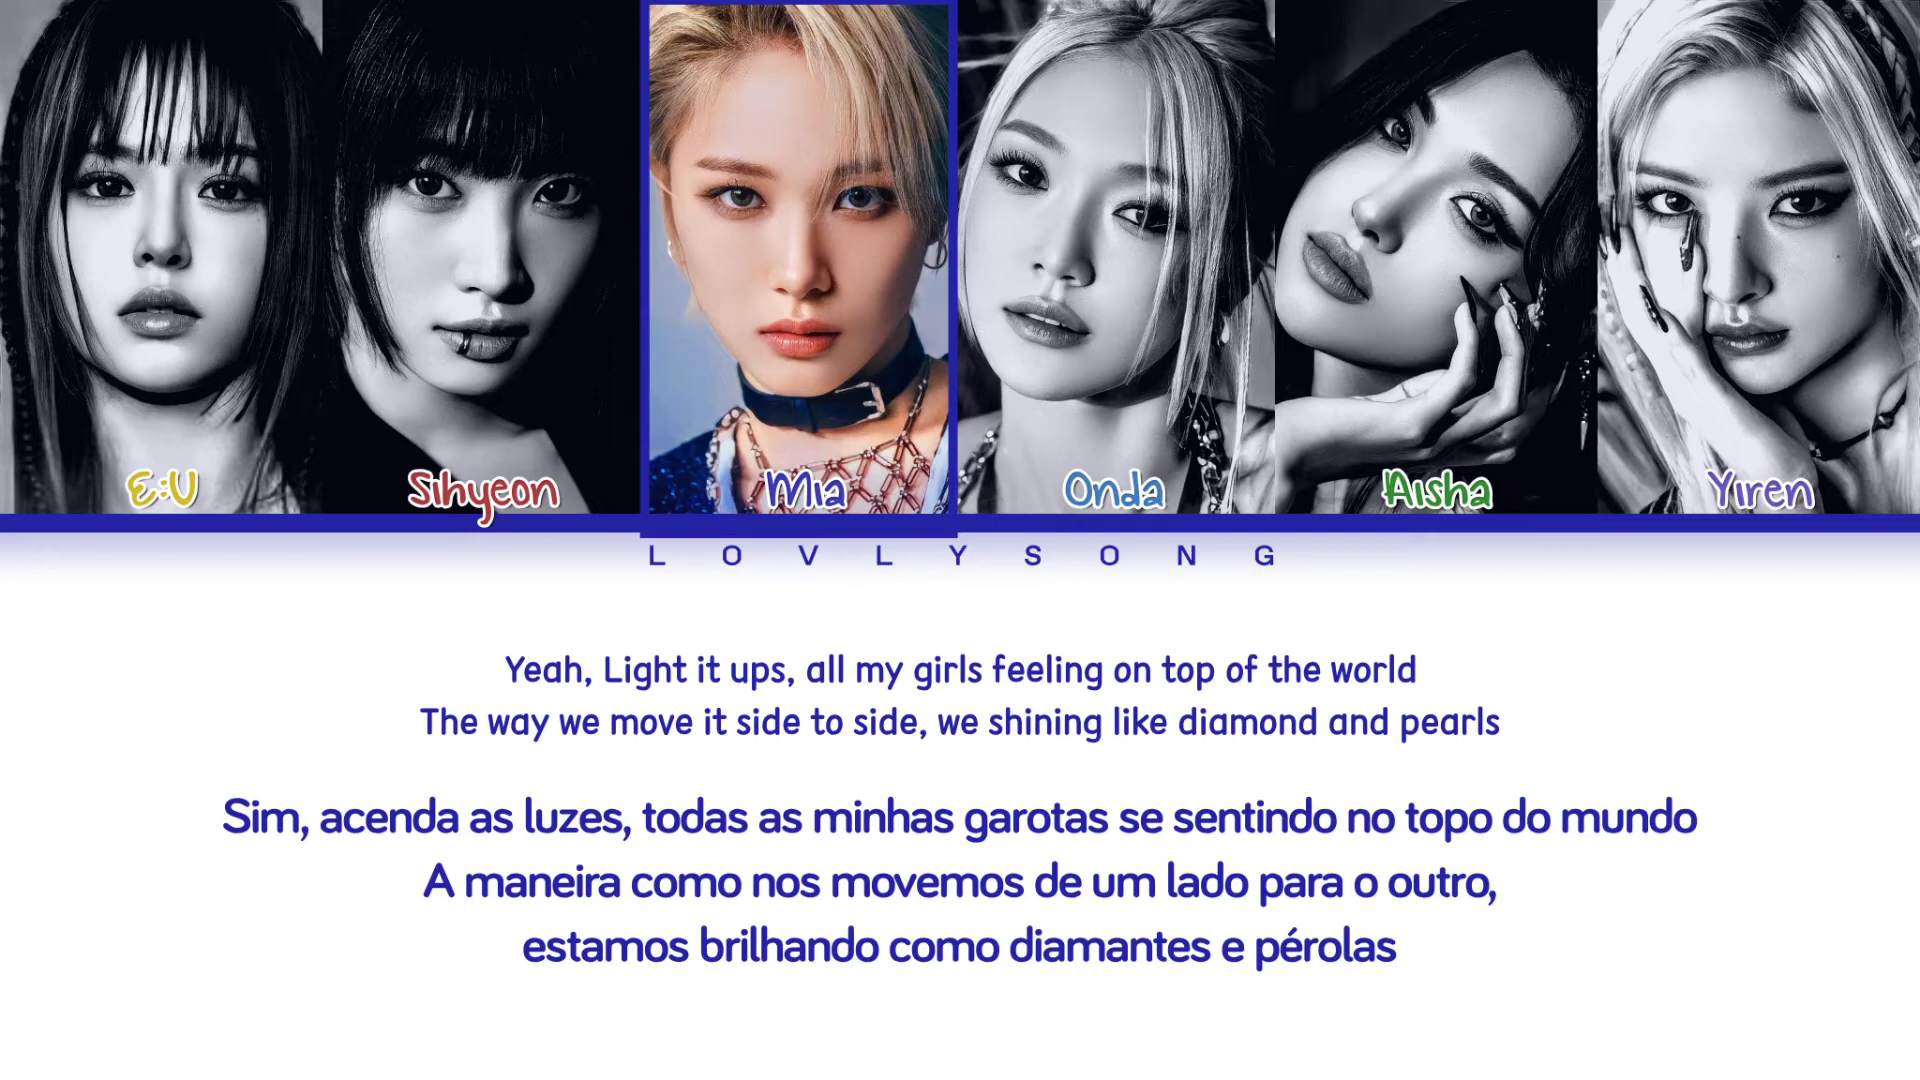 E:U
Sihyeon
Mia
Onda
Aisha
Yiren
LOVLYSONG
Yeah, Light it ups, all my girls feeling on top of the world
The way we move it side to side, we shining like diamond and pearls
Sim, acenda as luzes, todas as minhas garotas se sentindo no topo do mundo
A maneira como nos movemos de um lado para o outro,
estamos brilhando como diamantes e pérolas